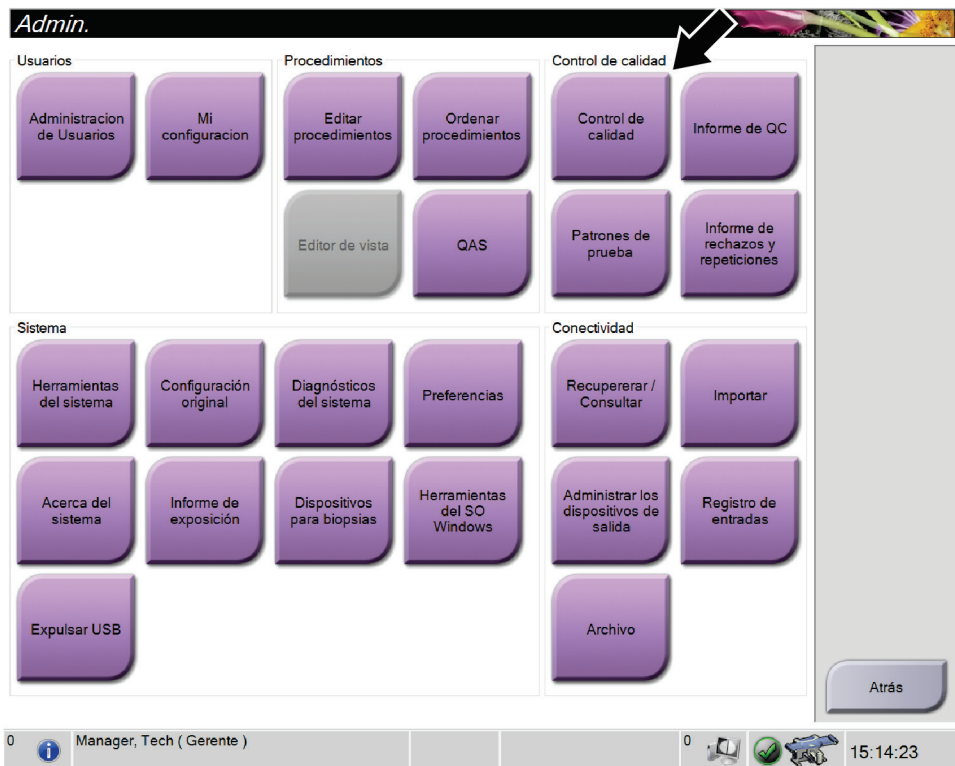 Admin.
Usuarios
Procedimientos
Control de calidad
Administracion
de Usuarios
Mi
configuracion
Editar
procedimientos
Ordenar
procedimientos
Control de
calidad
Informe de QC
Editor de vista
QAS
Patrones de
prueba
Informe de
rechazos y
repeticiones
Sistema
Conectividad
Herramientas
del sistema
Configuración
original
Diagnósticos
del sistema
Preferencias
Recupererar /
Consultar
Importar
Acerca del
sistema
Informe de
exposición
Dispositivos
para biopsias
Herramientas
del SO
Windows
Administrar los
dispositivos de
salida
Registro de
entradas
Expulsar USB
Archivo
Atrás
0
Manager, Tech ( Gerente )
0
15:14:23